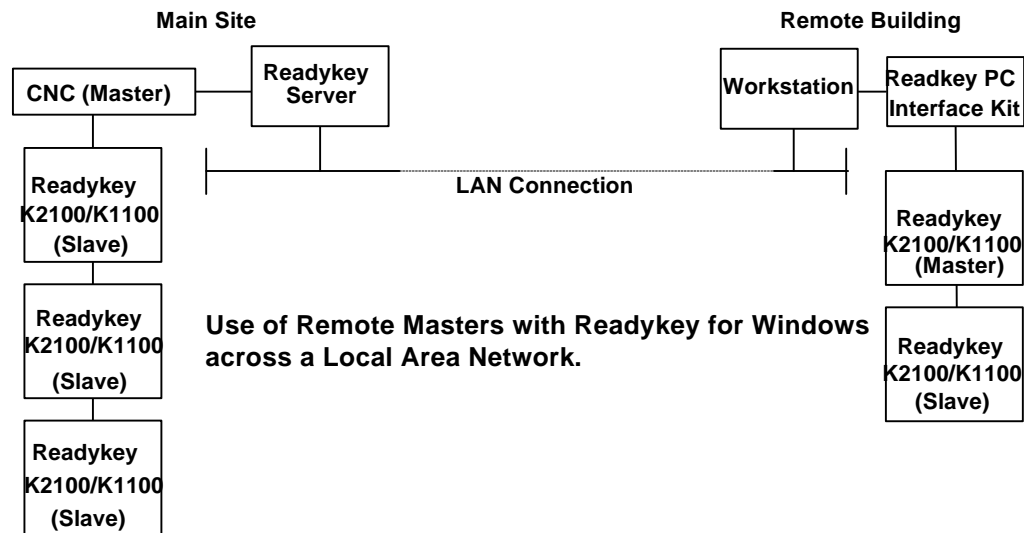 Main Site
Remote Building
CNC (Master)
Readykey
Server
Workstation
Readkey PC
Interface Kit
LAN Connection
Readykey
K2100/K1100
(Slave)
Readykey
K2100/K1100
(Slave)
Readykey
K2100/K1100
(Slave)
Use of Remote Masters with Readykey for Windows
across a Local Area Network.
Readykey
K2100/K1100
(Master)
Readykey
K2100/K1100
(Slave)